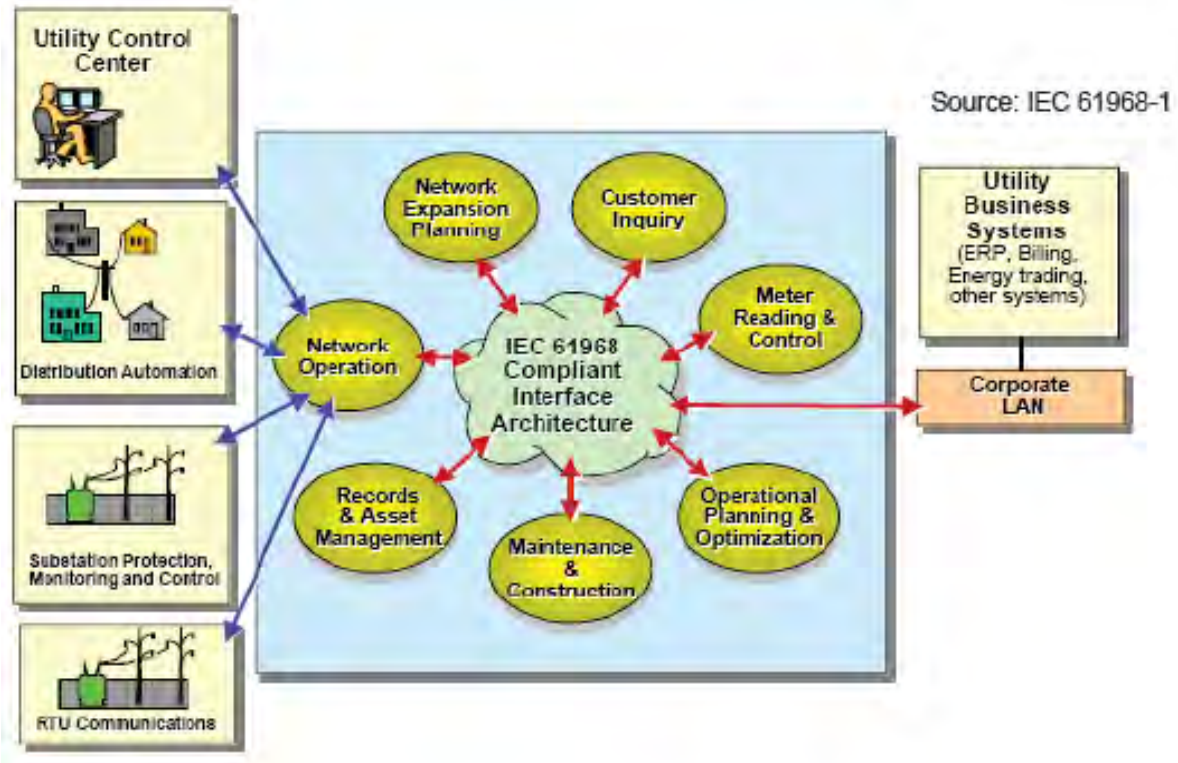 Utility Control
Center
Distribution Automation
Substation Protection,
Monitoring and Control
RTU Communications
Network
Expansion
Planning
Customer
Inquiry
Meter
Reading &
Control
Network
Operation
IEC 61968
Compliant
Interface
Architecture
Records
& Asset
Management
Maintenance
&
Construction
Operational
Planning &
Optimization
Source: IEC 61968-1
Utility
Business
Systems
(ERP, Billing,
Energy trading,
other systems)
Corporate
LAN